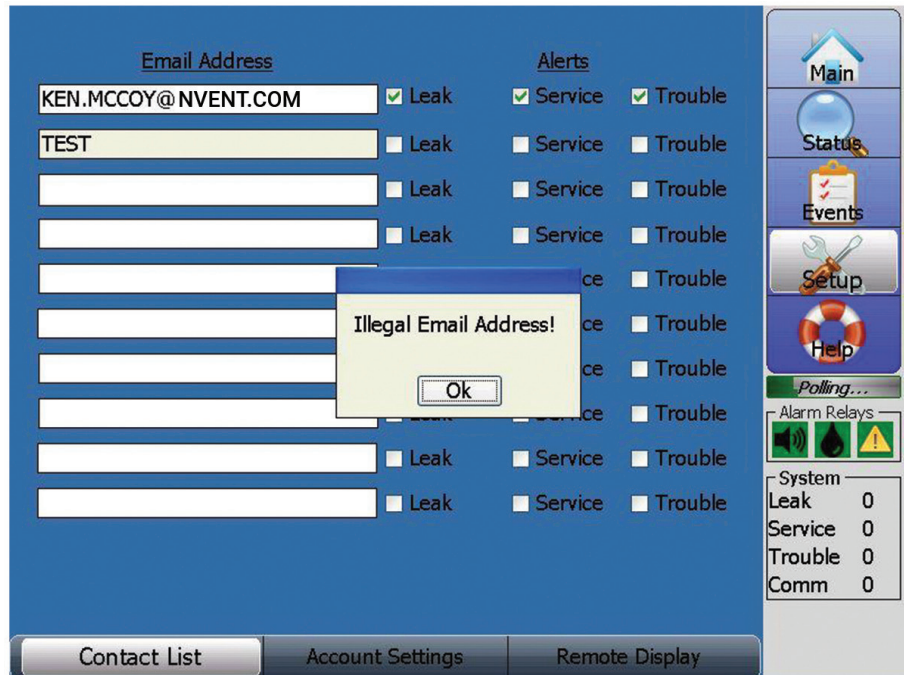 Email Address Alerts
KEN.MCCOY@NVENT.COM Leak Service Trouble
TEST Leak Service Trouble
Leak Service Trouble
Leak Service Trouble
ce Trouble
Illegal Email Address!
ce Trouble
ce Trouble
Ok
Trouble
Leak Service Trouble
Leak Service Trouble
Contact List Account Settings Remote Display
Main
Status
Events
Setup
Help
Polling...
Alarm Relays
System
Leak 0
Service 0
Trouble 0
Comm 0